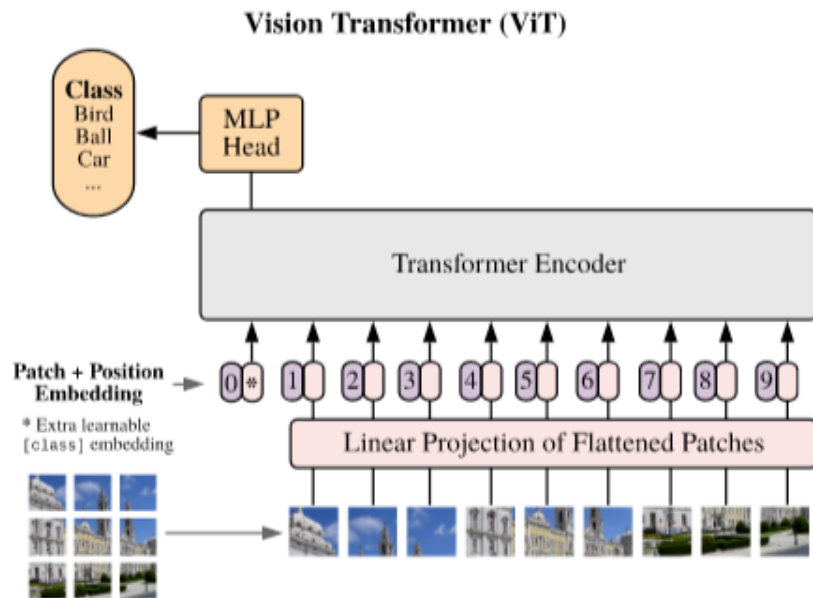 Vision Transformer (ViT)
Class
Bird
Ball
Car
...
MLP
Head
Transformer Encoder
Patch + Position
Embedding
* Extra learnable
[class] embedding
0 * 1 2 3 4 5 6 7 8 9
Linear Projection of Flattened Patches